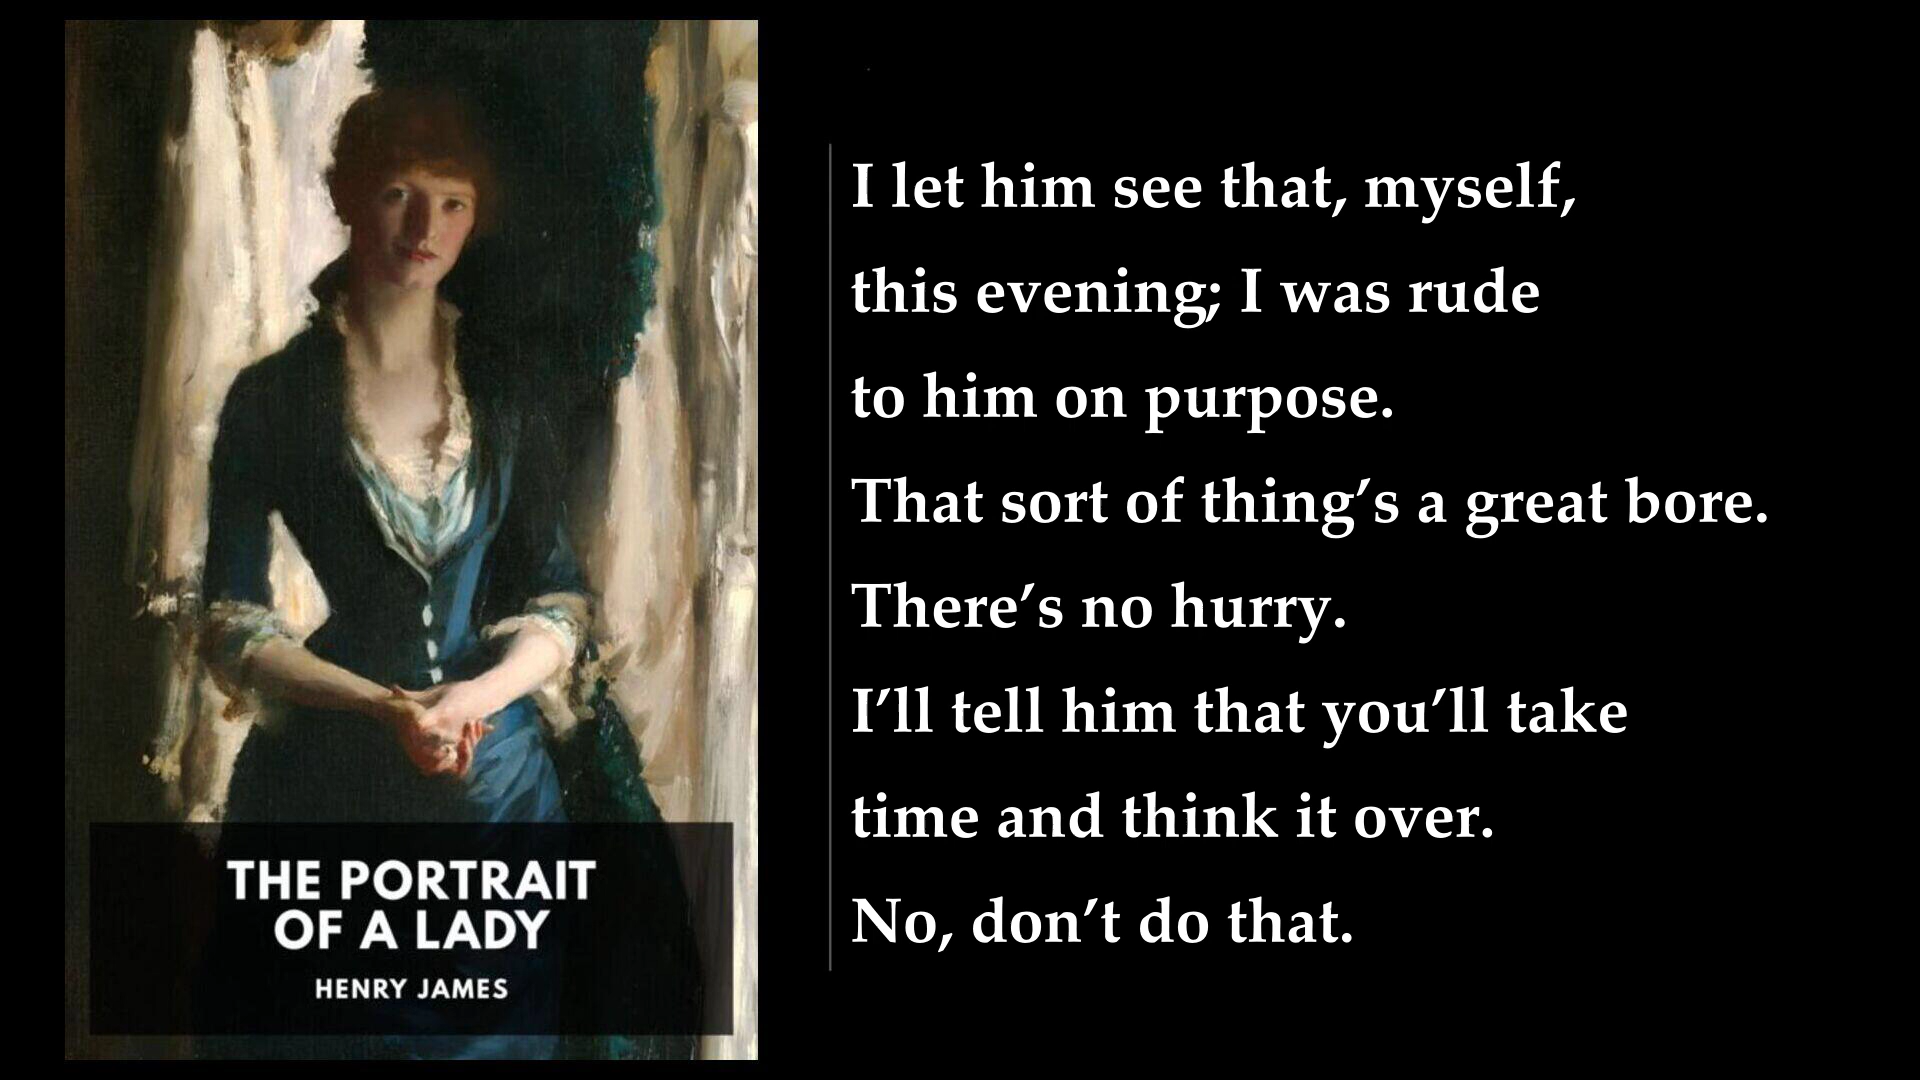 THE PORTRAIT
OF A LADY
HENRY JAMES
I let him see that, myself,
this evening; I was rude
to him on purpose.
That sort of thing’s a great bore.
There’s no hurry.
I’ll tell him that you’ll take
time and think it over.
No, don’t do that.